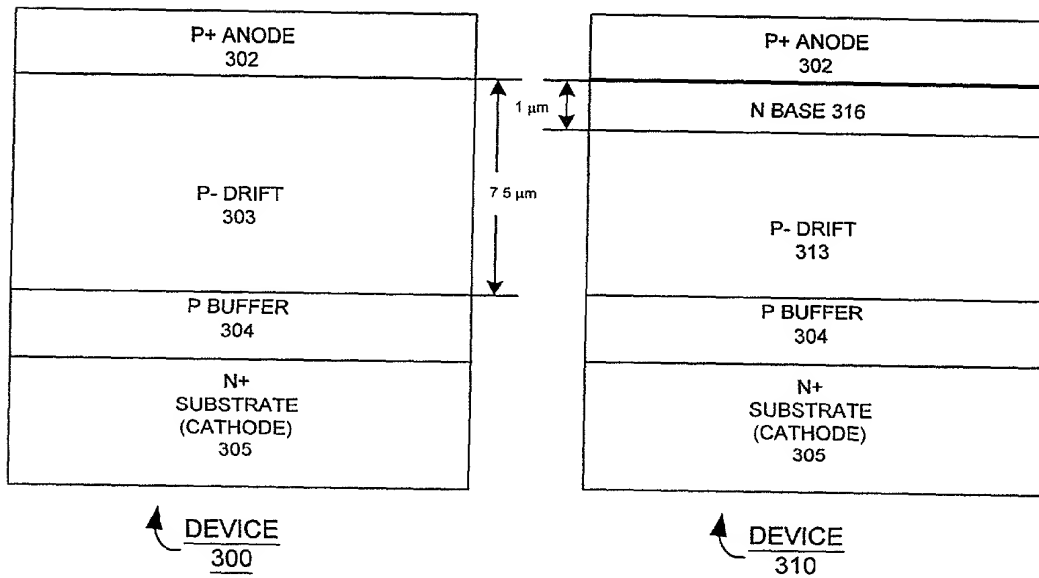 P+ ANODE
302
P- DRIFT
303
P BUFFER
304
N+
SUBSTRATE
(CATHODE)
305
DEVICE
300
7 5 µm
1 µm
P+ ANODE
302
N BASE 316
P- DRIFT
313
P BUFFER
304
N+
SUBSTRATE
(CATHODE)
305
DEVICE
310